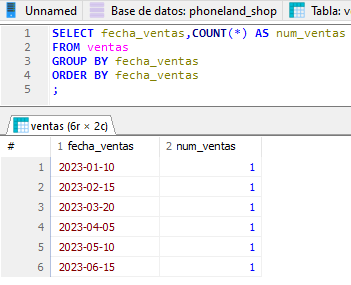 Unnamed Base de datos: phoneland_shop Tabla: v
1 SELECT fecha_ventas,COUNT(*) AS num_ventas
2 FROM ventas
3 GROUP BY fecha_ventas
4 ORDER BY fecha_ventas
5 ;
ventas (6r × 2c)
# 1 fecha_ventas 2 num_ventas
1 2023-01-10 1
2 2023-02-15 1
3 2023-03-20 1
4 2023-04-05 1
5 2023-05-10 1
6 2023-06-15 1